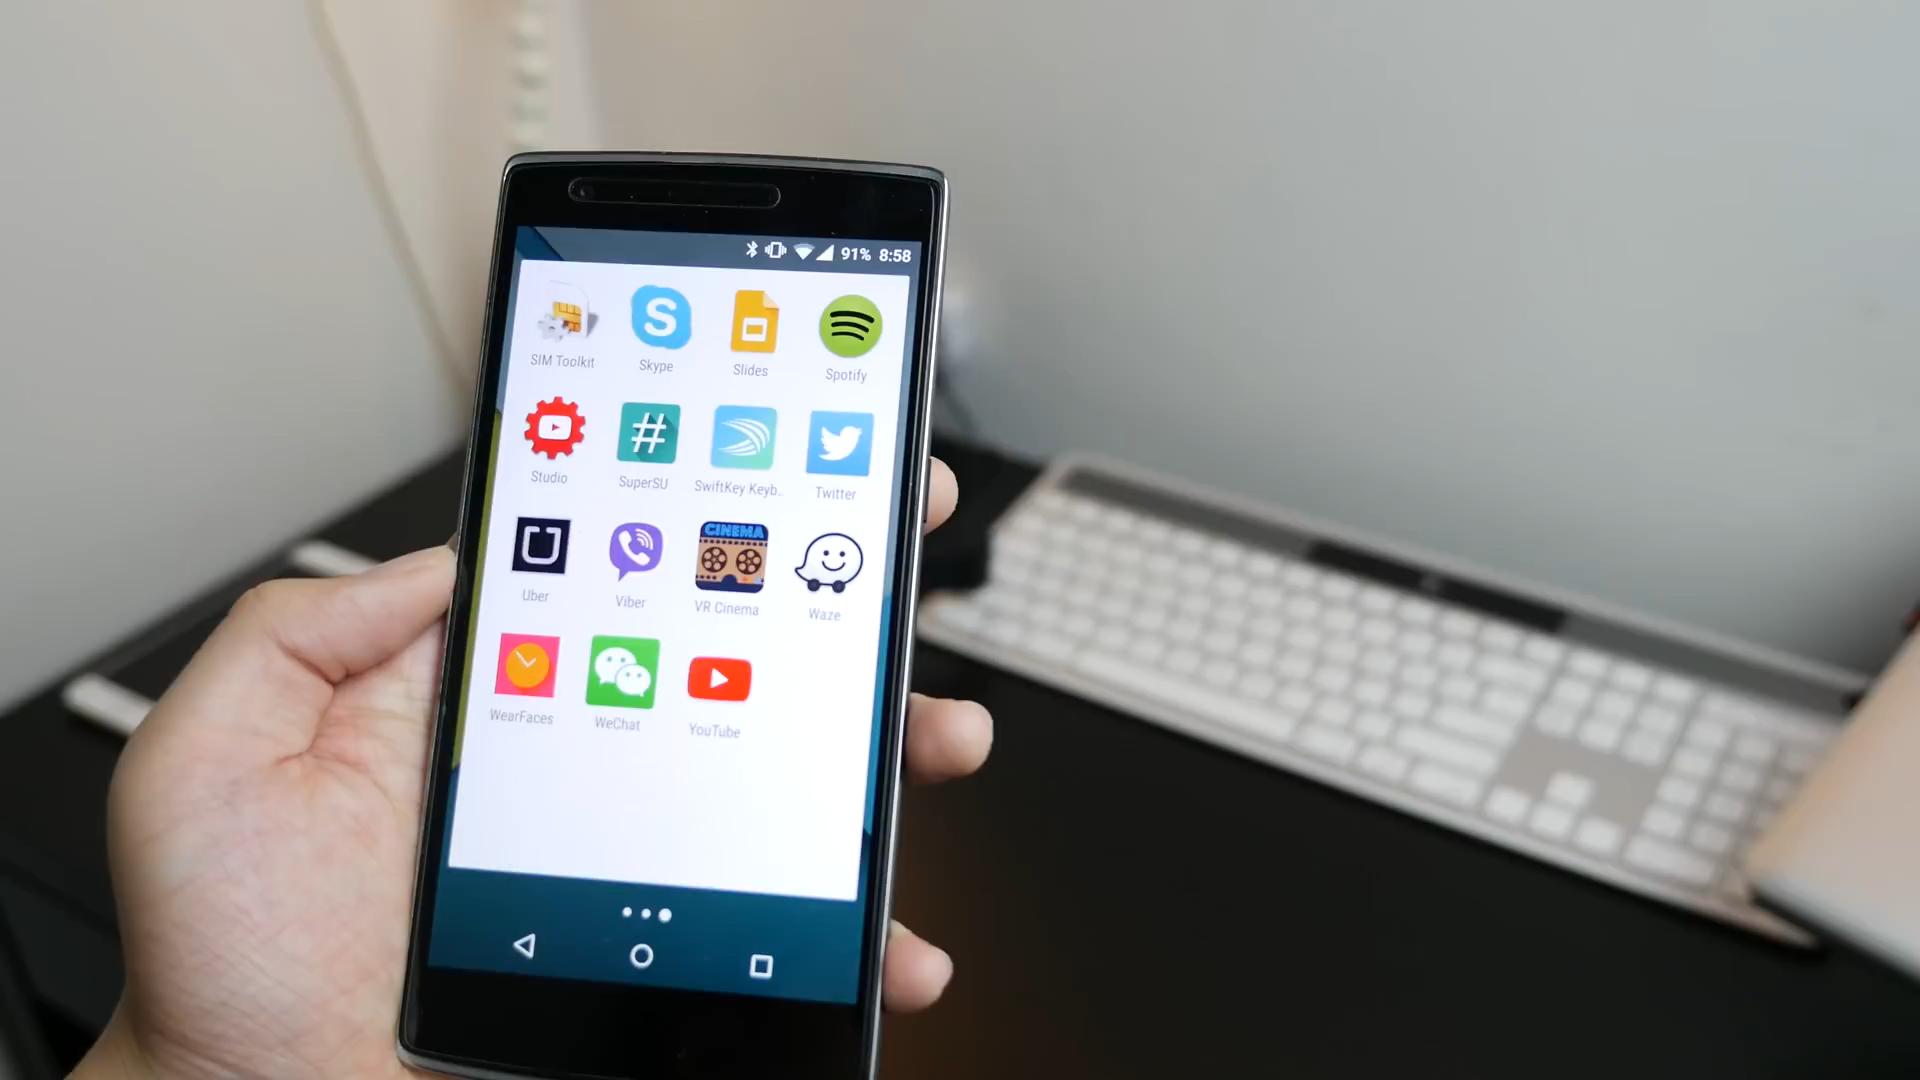 91% 8:58
SIM Toolkit
Skype
Slides
Spotify
Studio
SuperSU
SwiftKey Keyb..
Twitter
CINEMA
Uber
Viber
VR Cinema
Waze
WearFaces
WeChat
YouTube